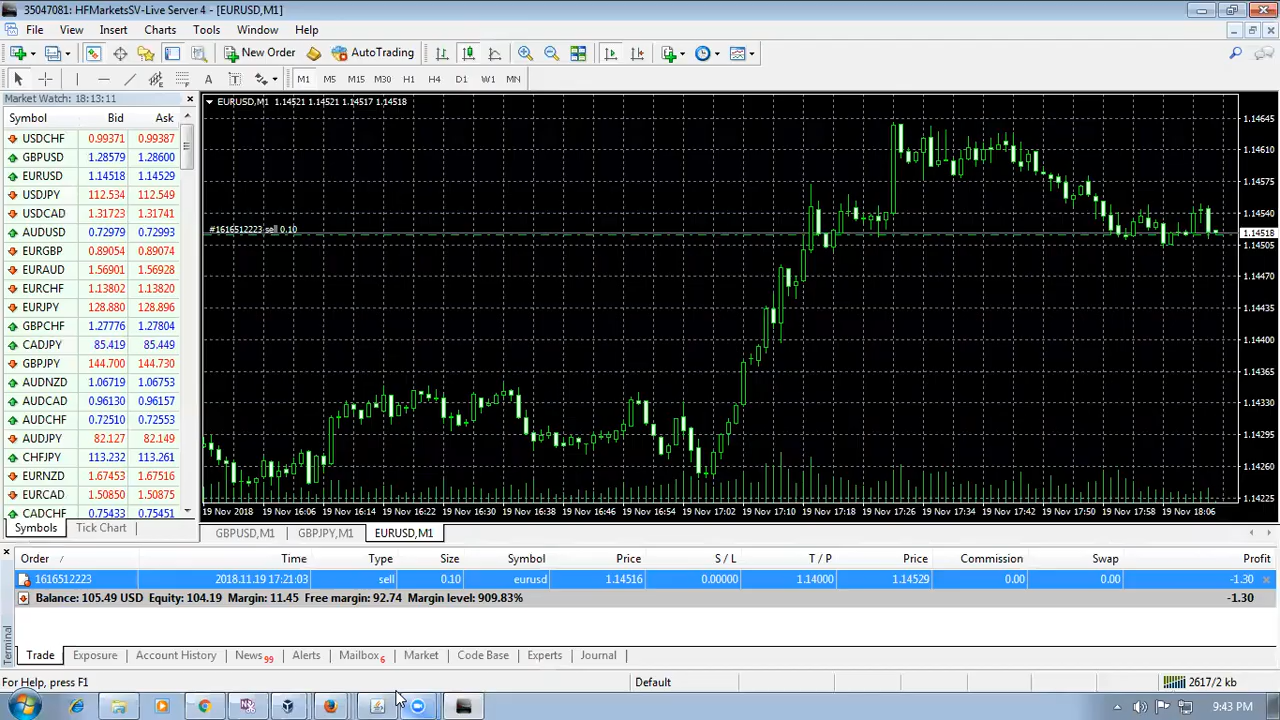 35047081: HFMarketsSV-Live Server 4 - [EURUSD,M1]
File View Insert Charts Tools Window Help
New Order AutoTrading
M1 M5 M15 M30 H1 H4 D1 W1 MN
Market Watch: 18:13:11
Symbol Bid Ask
USDCHF 0.99371 0.99387
GBPUSD 1.28579 1.28600
EURUSD 1.14518 1.14529
USDJPY 112.534 112.549
USDCAD 1.31723 1.31741
AUDUSD 0.72979 0.72993
EURGBP 0.89054 0.89074
EURAUD 1.56901 1.56928
EURCHF 1.13802 1.13820
EURJPY 128.880 128.896
GBPCHF 1.27776 1.27804
CADJPY 85.419 85.449
GBPJPY 144.700 144.730
AUDNZD 1.06719 1.06753
AUDCAD 0.96130 0.96157
AUDCHF 0.72510 0.72553
AUDJPY 82.127 82.149
CHFJPY 113.232 113.261
EURNZD 1.67453 1.67516
EURCAD 1.50850 1.50875
CADCHF 0.75433 0.75451
Symbols Tick Chart
EURUSD,M1 1.14521 1.14521 1.14517 1.14518
#1616512223 sell 0.10
1.14645
1.14610
1.14575
1.14540
1.14518
1.14505
1.14470
1.14435
1.14400
1.14365
1.14330
1.14295
1.14260
1.14225
19 Nov 2018 19 Nov 16:06 19 Nov 16:14 19 Nov 16:22 19 Nov 16:30 19 Nov 16:38 19 Nov 16:46 19 Nov 16:54 19 Nov 17:02 19 Nov 17:10 19 Nov 17:18 19 Nov 17:26 19 Nov 17:34 19 Nov 17:42 19 Nov 17:50 19 Nov 17:58 19 Nov 18:06
GBPUSD,M1 GBPJPY,M1 EURUSD,M1
Order / Time Type Size Symbol Price S / L T / P Price Commission Swap Profit
1616512223 2018.11.19 17:21:03 sell 0.10 eurusd 1.14516 0.00000 1.14000 1.14529 0.00 0.00 -1.30
Balance: 105.49 USD Equity: 104.19 Margin: 11.45 Free margin: 92.74 Margin level: 909.83% -1.30
Terminal
Trade Exposure Account History News 99 Alerts Mailbox 6 Market Code Base Experts Journal
For Help, press F1 Default 2617/2 kb
9:43 PM